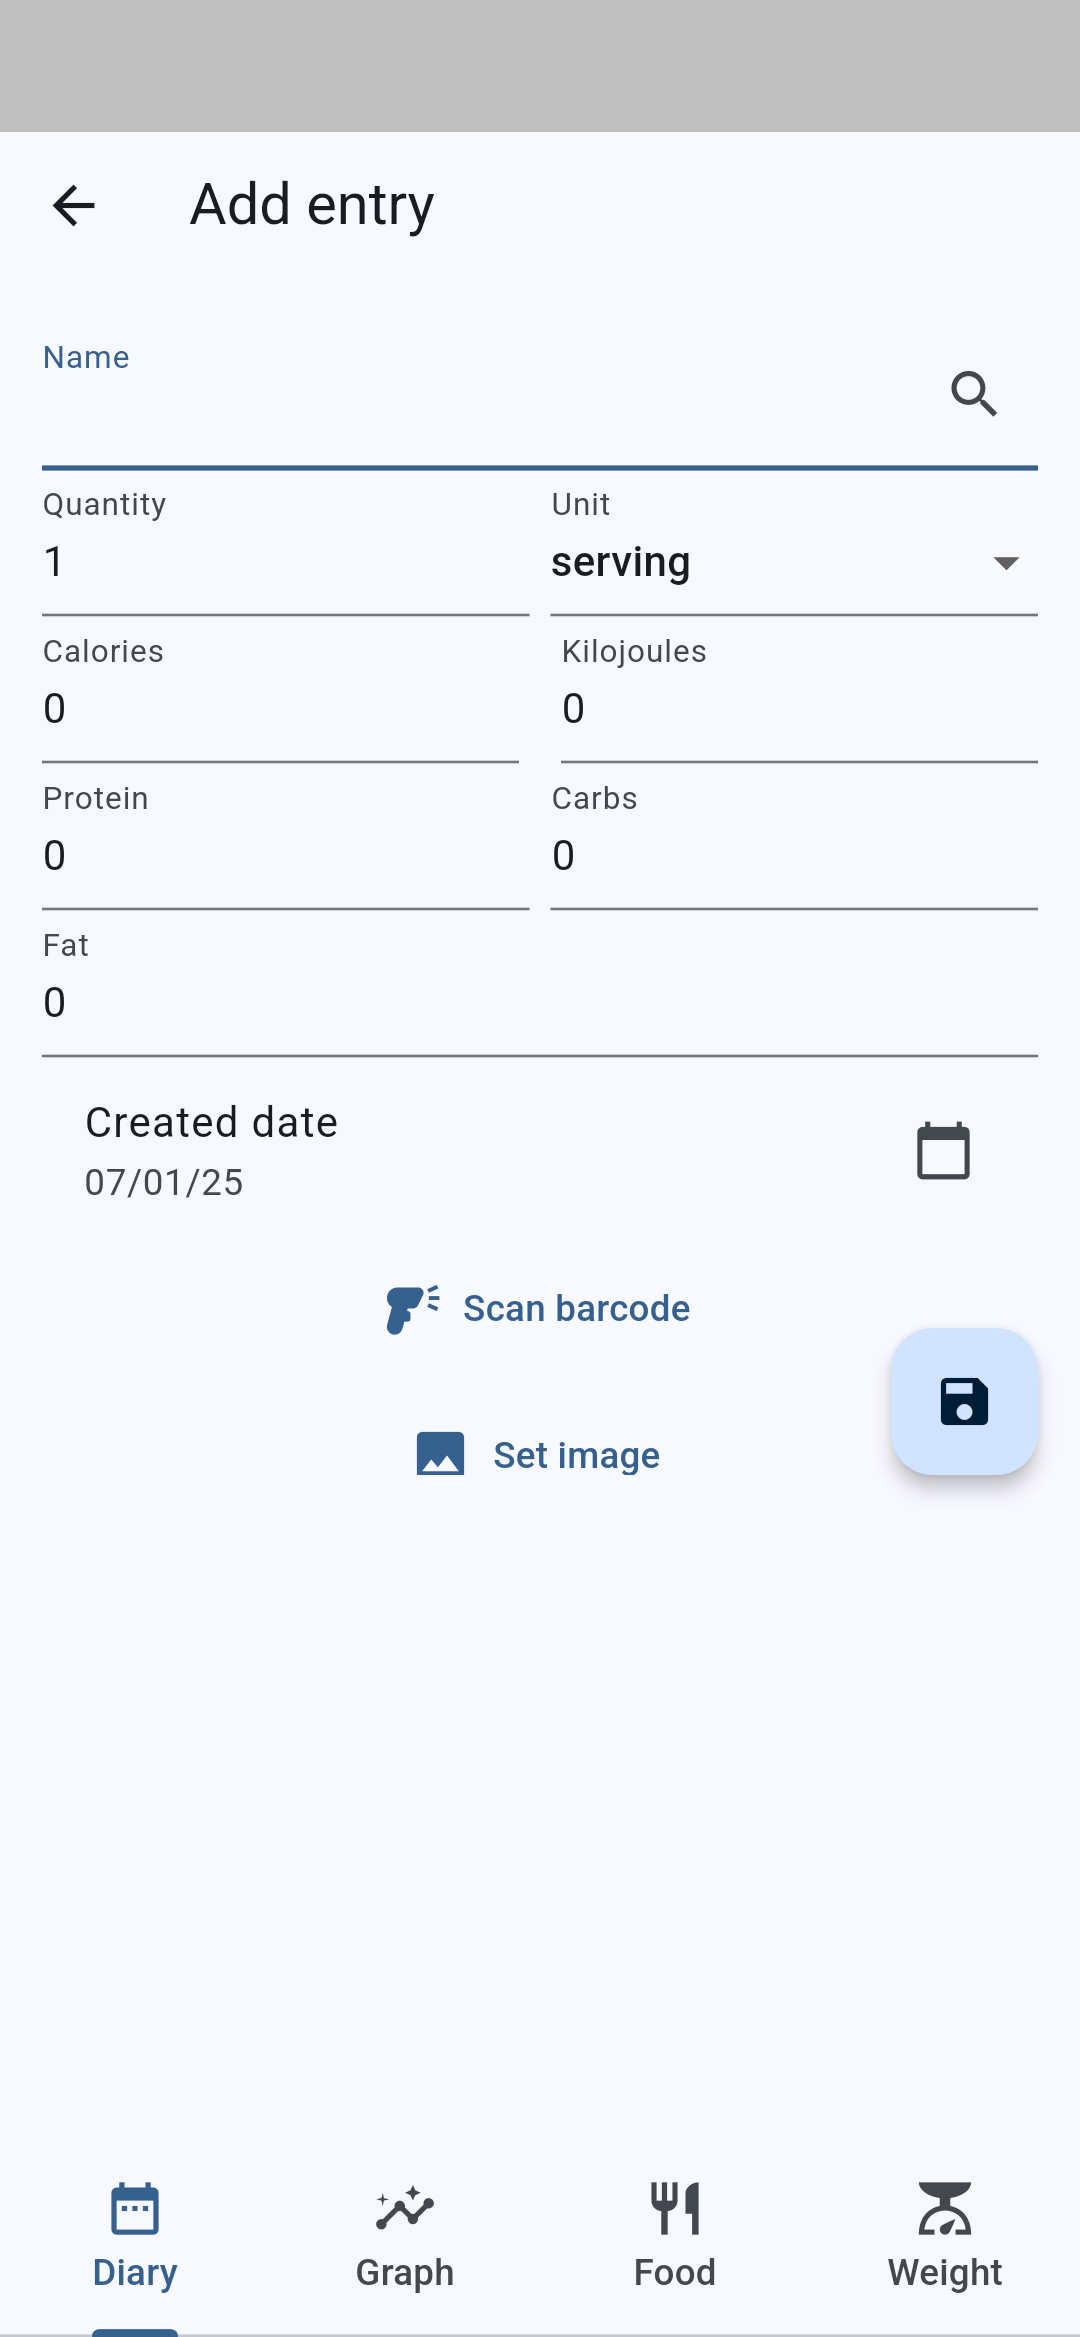 Add entry
Name
Quantity
Unit
1
serving
Calories
Kilojoules
0
0
Protein
Carbs
0
0
Fat
0
Created date
07/01/25
Scan barcode
Set image
Diary
Graph
Food
Weight